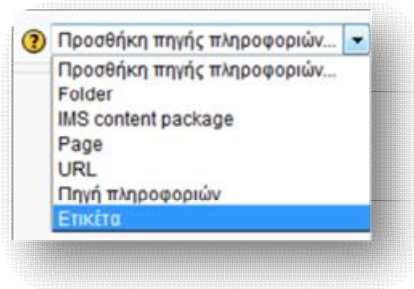 Προσθήκη πηγής πληροφοριών...
Προσθήκη πηγής πληροφοριών...
Folder
IMS content package
Page
URL
Πηγή πληροφοριών
Ετικέτα